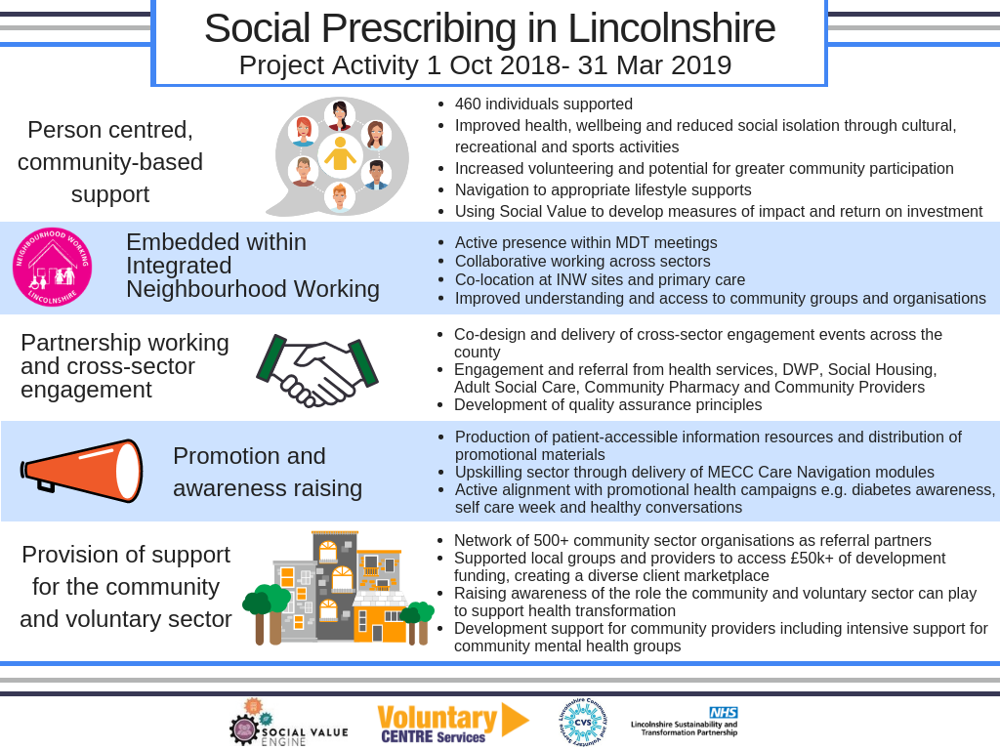 Social Prescribing in Lincolnshire
Project Activity 1 Oct 2018- 31 Mar 2019
Person centred,
community-based
support
• 460 individuals supported
• Improved health, wellbeing and reduced social isolation through cultural,
recreational and sports activities
• Increased volunteering and potential for greater community participation
• Navigation to appropriate lifestyle supports
• Using Social Value to develop measures of impact and return on investment
NEIGHBOURHOOD WORKING
LINCOLNSHIRE
Embedded within
Integrated
Neighbourhood Working
• Active presence within MDT meetings
• Collaborative working across sectors
• Co-location at INW sites and primary care
• Improved understanding and access to community groups and organisations
Partnership working
and cross-sector
engagement
• Co-design and delivery of cross-sector engagement events across the
county
• Engagement and referral from health services, DWP, Social Housing,
Adult Social Care, Community Pharmacy and Community Providers
• Development of quality assurance principles
Promotion and
awareness raising
• Production of patient-accessible information resources and distribution of
promotional materials
• Upskilling sector through delivery of MECC Care Navigation modules
• Active alignment with promotional health campaigns e.g. diabetes awareness,
self care week and healthy conversations
Provision of support
for the community
and voluntary sector
• Network of 500+ community sector organisations as referral partners
• Supported local groups and providers to access £50k+ of development
funding, creating a diverse client marketplace
• Raising awareness of the role the community and voluntary sector can play
to support health transformation
• Development support for community providers including intensive support for
community mental health groups
SOCIAL VALUE
ENGINE
Voluntary
CENTRE Services
Lincolnshire Community and Voluntary Service
CVS
NHS
Lincolnshire Sustainability and
Transformation Partnership